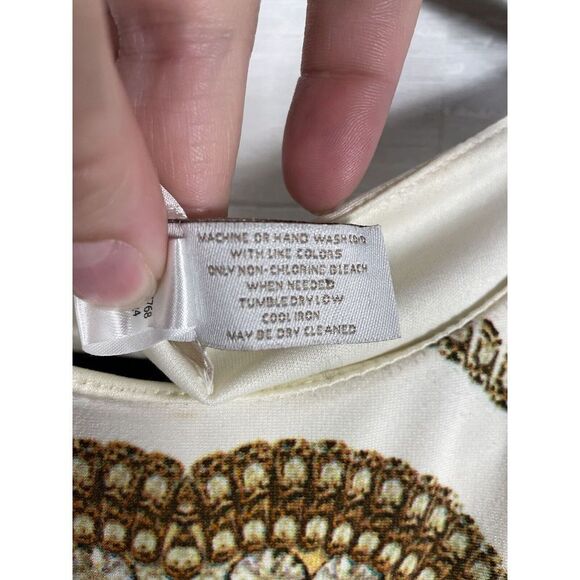 MACHINE OR HAND WASH COLD
WITH LIKE COLORS
ONLY NON-CHLORINE BLEACH
WHEN NEEDED
TUMBLE DRY LOW
COOL IRON
MAY BE DRY CLEANED
768